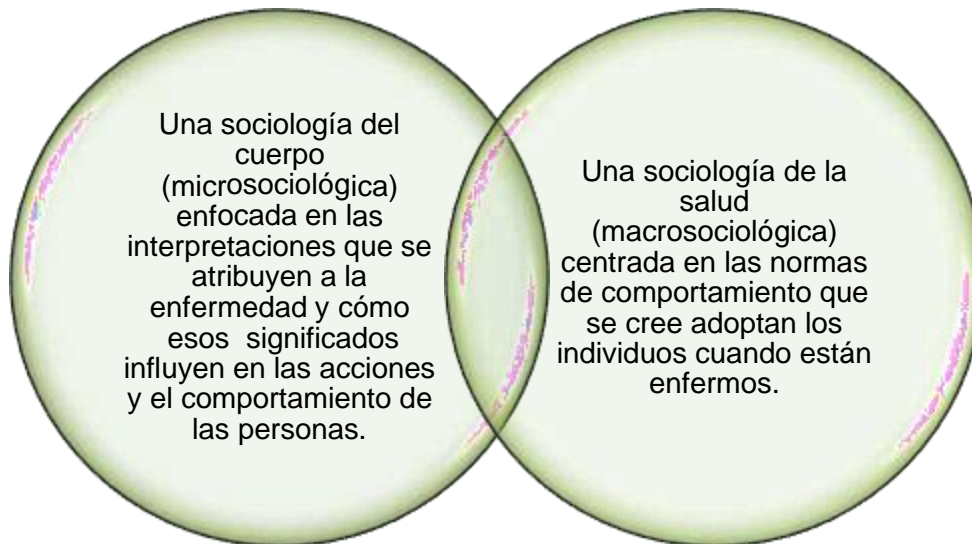 Una sociología del
cuerpo
(microsociológica)
enfocada en las
interpretaciones que se
atribuyen a la
enfermedad y cómo
esos significados
influyen en las acciones
y el comportamiento de
las personas.
Una sociología de la
salud
(macrosociológica)
centrada en las normas
de comportamiento que
se cree adoptan los
individuos cuando están
enfermos.